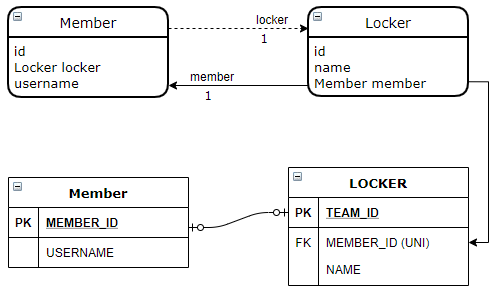 Member
id
Locker locker
username
locker
1
member
1
Locker
id
name
Member member
Member
PK MEMBER_ID
USERNAME
LOCKER
PK TEAM_ID
FK MEMBER_ID (UNI)
NAME